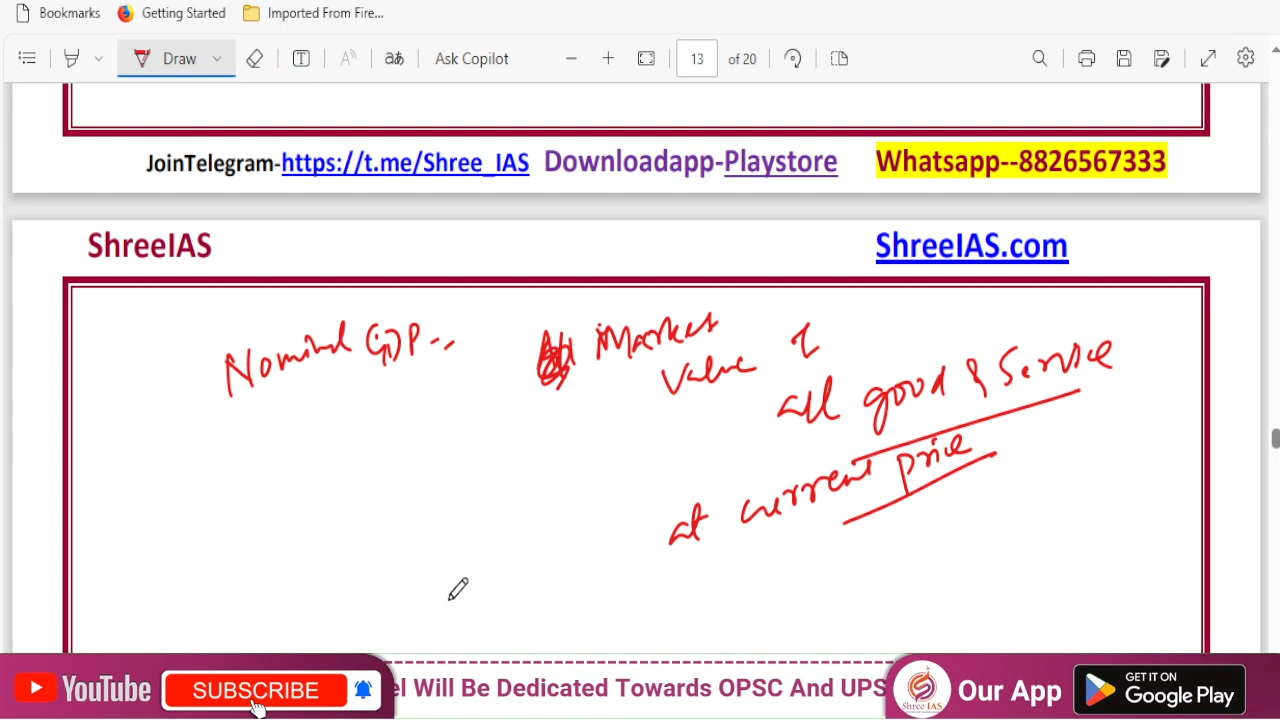 Bookmarks Getting Started Imported From Fire...
Draw Ask Copilot 13 of 20
JoinTelegram-https://t.me/Shree_IAS Downloadapp-Playstore Whatsapp--8826567333
ShreeIAS ShreeIAS.com
Nominal GDP -- Market
Value of
all good & Service
at current price
YouTube SUBSCRIBE el Will Be Dedicated Towards OPSC And UPS Shree IAS Our App GET IT ON Google Play